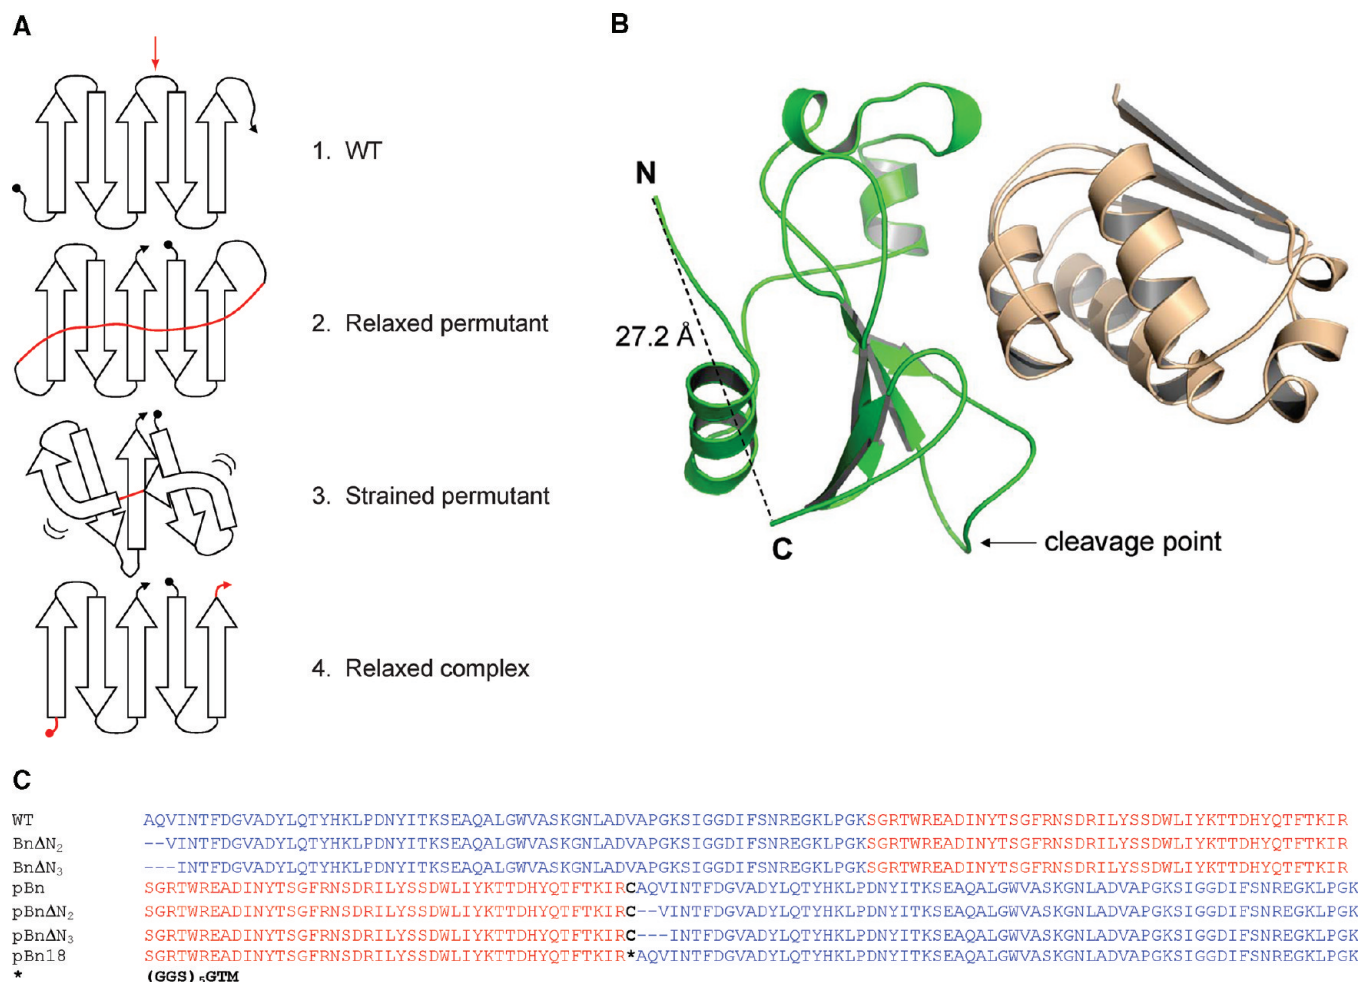 A
B
1. WT
N
2. Relaxed permutant
27.2 Å
3. Strained permutant
C
cleavage point
4. Relaxed complex
C
WT AQVINTFDGVADYLQTYHKLPDNYITKSEAQALGWVASKGNLADVAPGKSIGGDIFSNREGKLPGKSGRTWREADINYTSGFRNSDRILYSSDWLIYKTTDHYQTFTKIR
BnΔN₂ --VINTFDGVADYLQTYHKLPDNYITKSEAQALGWVASKGNLADVAPGKSIGGDIFSNREGKLPGKSGRTWREADINYTSGFRNSDRILYSSDWLIYKTTDHYQTFTKIR
BnΔN₃ ---INTFDGVADYLQTYHKLPDNYITKSEAQALGWVASKGNLADVAPGKSIGGDIFSNREGKLPGKSGRTWREADINYTSGFRNSDRILYSSDWLIYKTTDHYQTFTKIR
pBn SGRTWREADINYTSGFRNSDRILYSSDWLIYKTTDHYQTFTKIRCAQVINTFDGVADYLQTYHKLPDNYITKSEAQALGWVASKGNLADVAPGKSIGGDIFSNREGKLPGK
pBnΔN₂ SGRTWREADINYTSGFRNSDRILYSSDWLIYKTTDHYQTFTKIRC--VINTFDGVADYLQTYHKLPDNYITKSEAQALGWVASKGNLADVAPGKSIGGDIFSNREGKLPGK
pBnΔN₃ SGRTWREADINYTSGFRNSDRILYSSDWLIYKTTDHYQTFTKIRC---INTFDGVADYLQTYHKLPDNYITKSEAQALGWVASKGNLADVAPGKSIGGDIFSNREGKLPGK
pBn18 SGRTWREADINYTSGFRNSDRILYSSDWLIYKTTDHYQTFTKIR*AQVINTFDGVADYLQTYHKLPDNYITKSEAQALGWVASKGNLADVAPGKSIGGDIFSNREGKLPGK
* (GGS)₅GTM